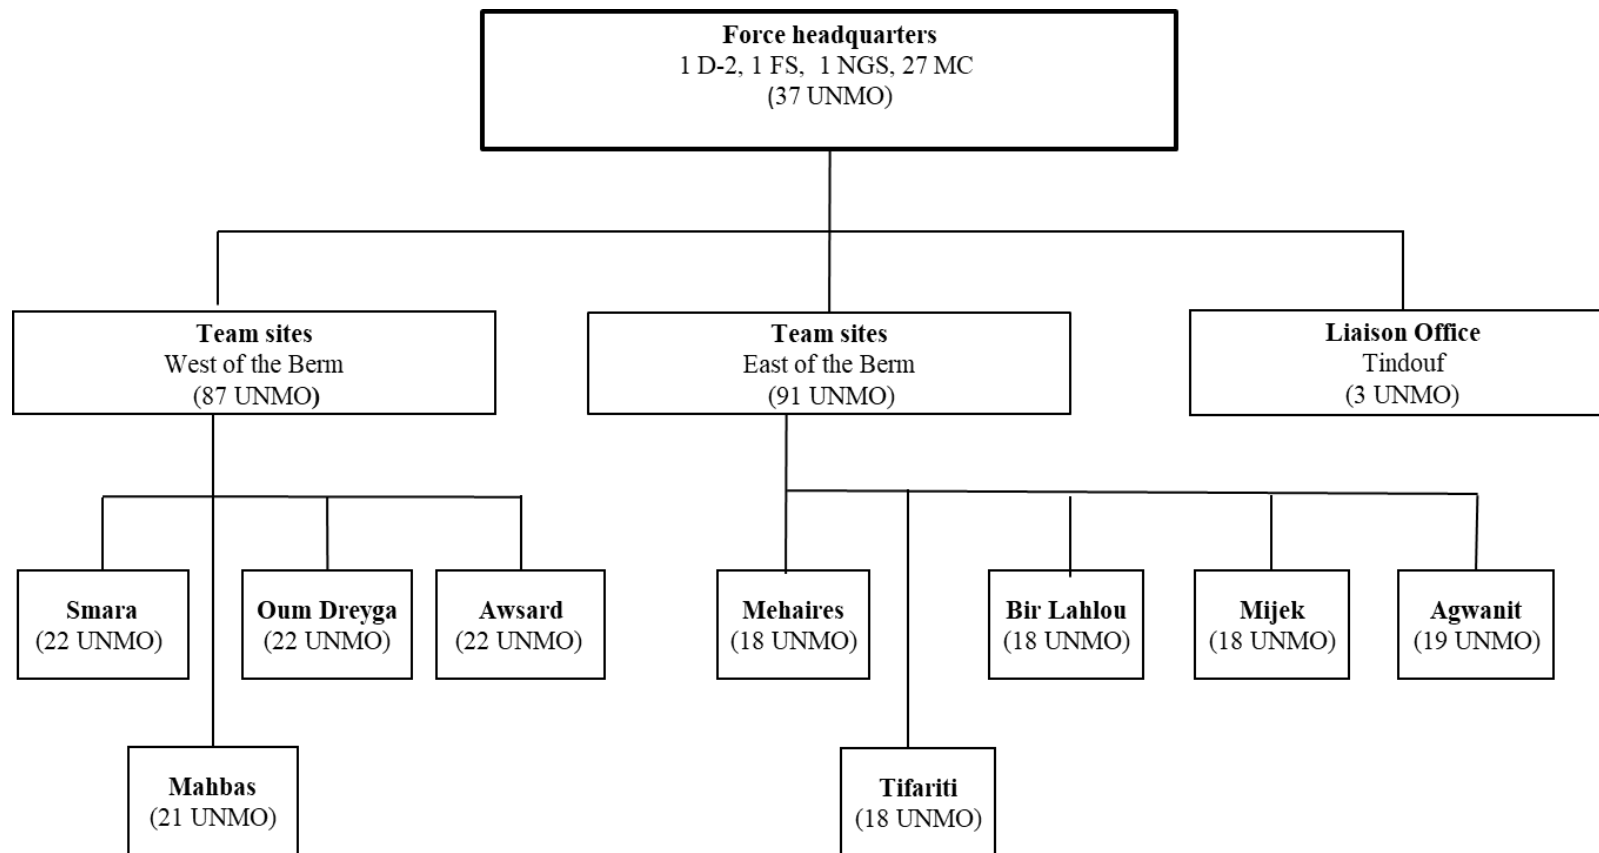 Force headquarters
1 D-2, 1 FS, 1 NGS, 27 MC
(37 UNMO)
Team sites
West of the Berm
(87 UNMO)
Team sites
East of the Berm
(91 UNMO)
Liaison Office
Tindouf
(3 UNMO)
Smara
(22 UNMO)
Oum Dreyga
(22 UNMO)
Awsard
(22 UNMO)
Mehaires
(18 UNMO)
Bir Lahlou
(18 UNMO)
Mijek
(18 UNMO)
Agwanit
(19 UNMO)
Mahbas
(21 UNMO)
Tifariti
(18 UNMO)